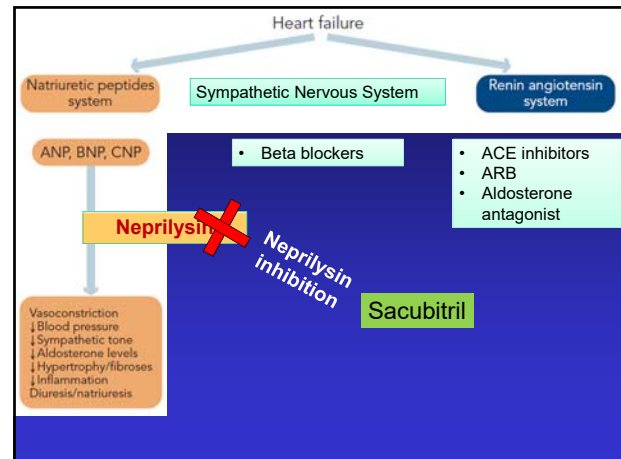 Heart failure
Natriuretic peptides
system
Sympathetic Nervous System
Renin angiotensin
system
ANP, BNP, CNP
• Beta blockers
• ACE inhibitors
• ARB
• Aldosterone
antagonist
Neprilysin
Neprilysin
inhibition
Sacubitril
Vasoconstriction
↓Blood pressure
↓Sympathetic tone
↓Aldosterone levels
↓Hypertrophy/fibroses
↓Inflammation
Diuresis/natriuresis